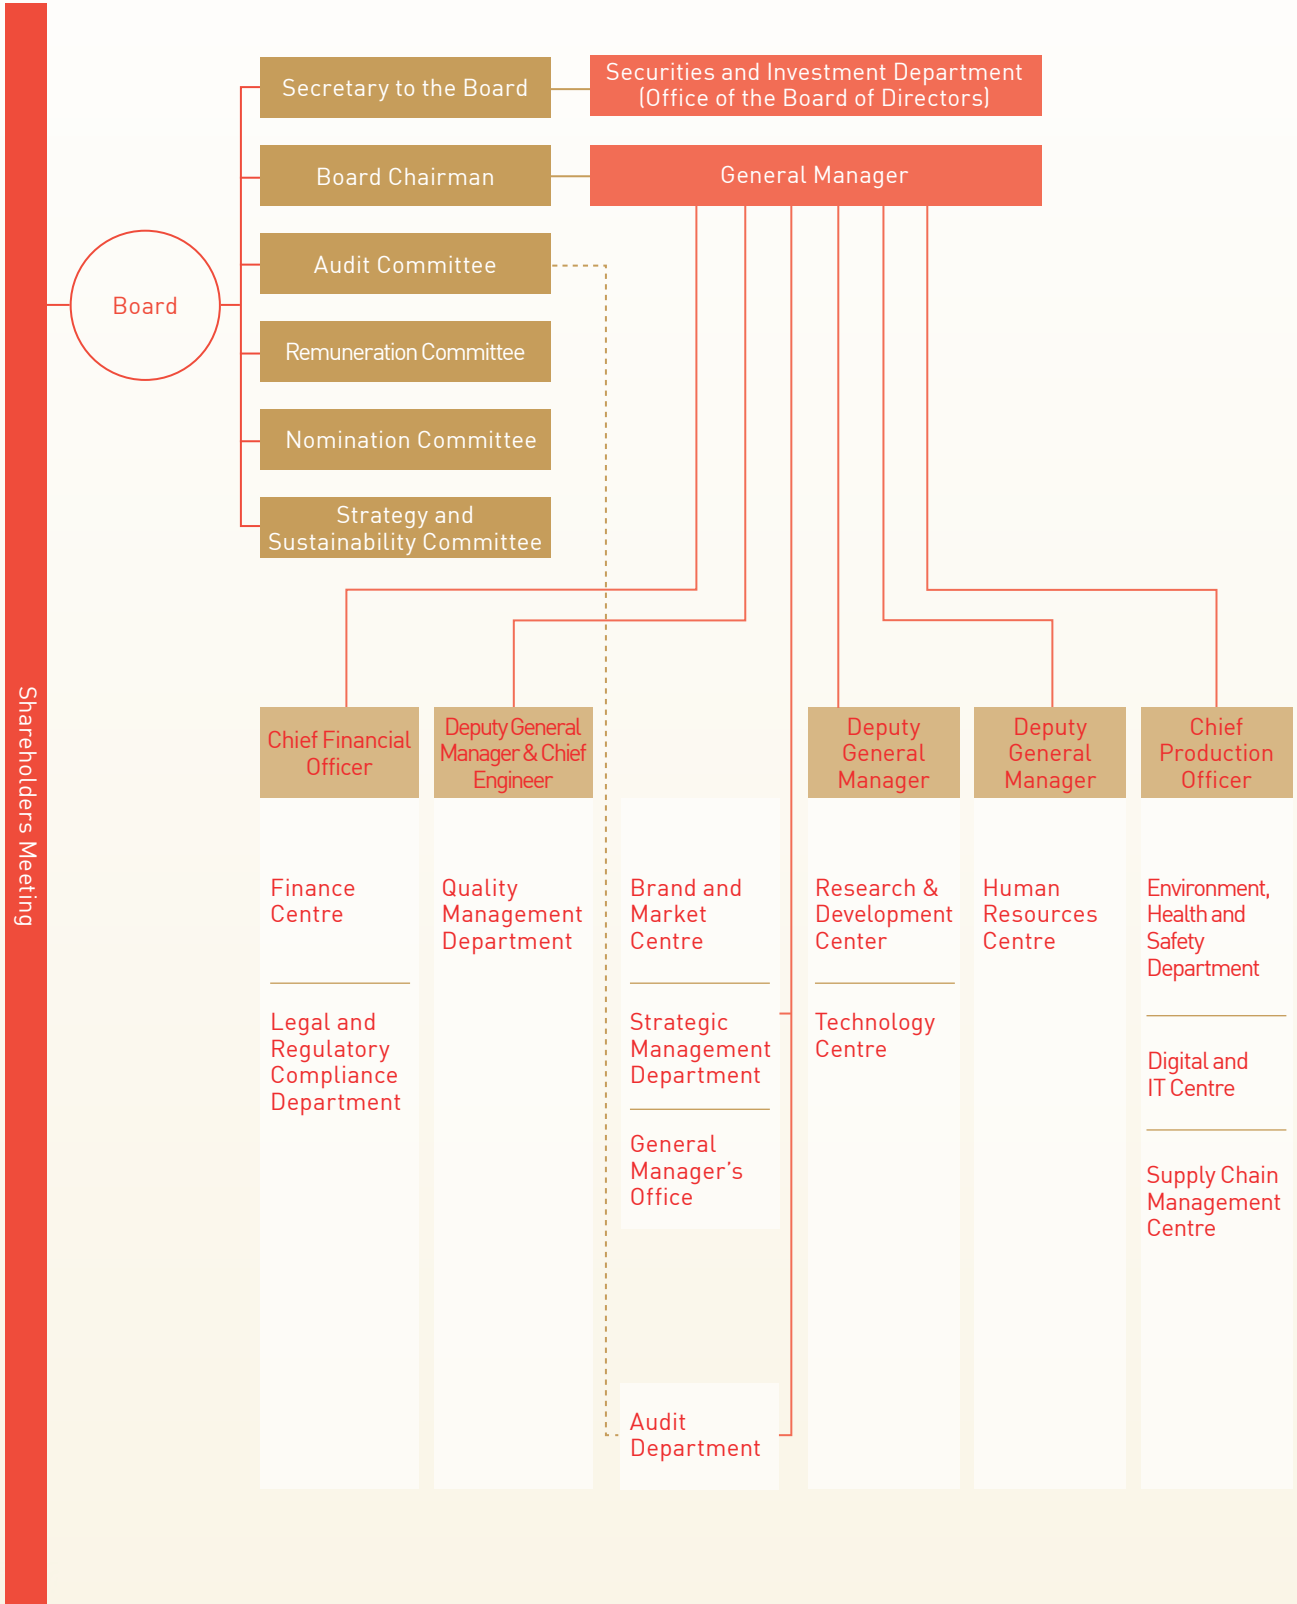 Shareholders Meeting
Board
Secretary to the Board
Securities and Investment Department
(Office of the Board of Directors)
Board Chairman
General Manager
Audit Committee
Remuneration Committee
Nomination Committee
Strategy and
Sustainability Committee
Chief Financial
Officer
Finance
Centre
Legal and
Regulatory
Compliance
Department
Deputy General
Manager & Chief
Engineer
Quality
Management
Department
Brand and
Market
Centre
Strategic
Management
Department
General
Manager’s
Office
Audit
Department
Deputy
General
Manager
Research &
Development
Center
Technology
Centre
Deputy
General
Manager
Human
Resources
Centre
Chief
Production
Officer
Environment,
Health and
Safety
Department
Digital and
IT Centre
Supply Chain
Management
Centre